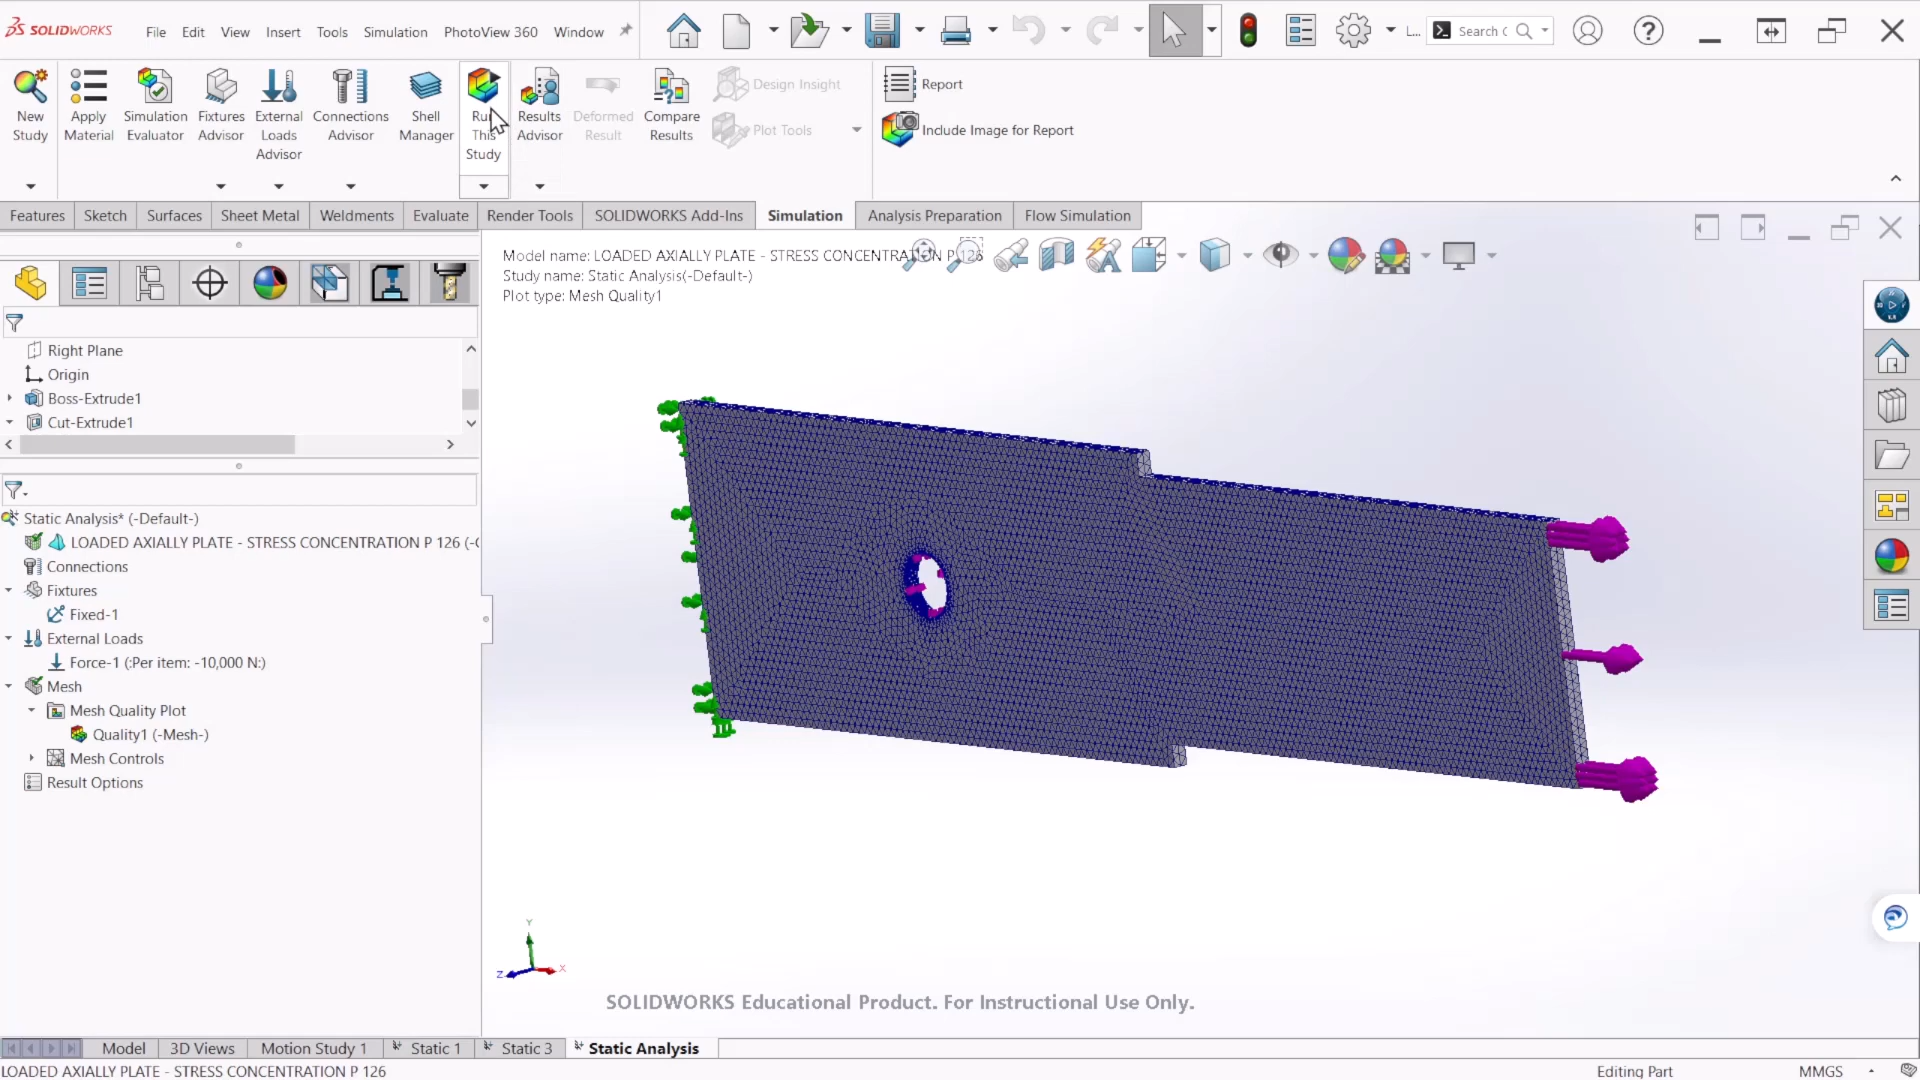 SOLIDWORKS
File Edit View Insert Tools Simulation PhotoView 360 Window
L...
Search
New Study
Apply Material
Simulation Evaluator
Fixtures Advisor
External Loads Advisor
Connections Advisor
Shell Manager
Run This Study
Results Advisor
Deformed Result
Compare Results
Design Insight
Plot Tools
Report
Include Image for Report
Features Sketch Surfaces Sheet Metal Weldments Evaluate Render Tools SOLIDWORKS Add-Ins Simulation Analysis Preparation Flow Simulation
Model name: LOADED AXIALLY PLATE - STRESS CONCENTRATION P 126
Study name: Static Analysis(-Default-)
Plot type: Mesh Quality1
Right Plane
Origin
Boss-Extrude1
Cut-Extrude1
Static Analysis* (-Default-)
LOADED AXIALLY PLATE - STRESS CONCENTRATION P 126 (-
Connections
Fixtures
Fixed-1
External Loads
Force-1 (:Per item: -10,000 N:)
Mesh
Mesh Quality Plot
Quality1 (-Mesh-)
Mesh Controls
Result Options
Y
Z
X
SOLIDWORKS Educational Product. For Instructional Use Only.
Model 3D Views Motion Study 1 Static 1 Static 3 Static Analysis
LOADED AXIALLY PLATE - STRESS CONCENTRATION P 126
Editing Part
MMGS